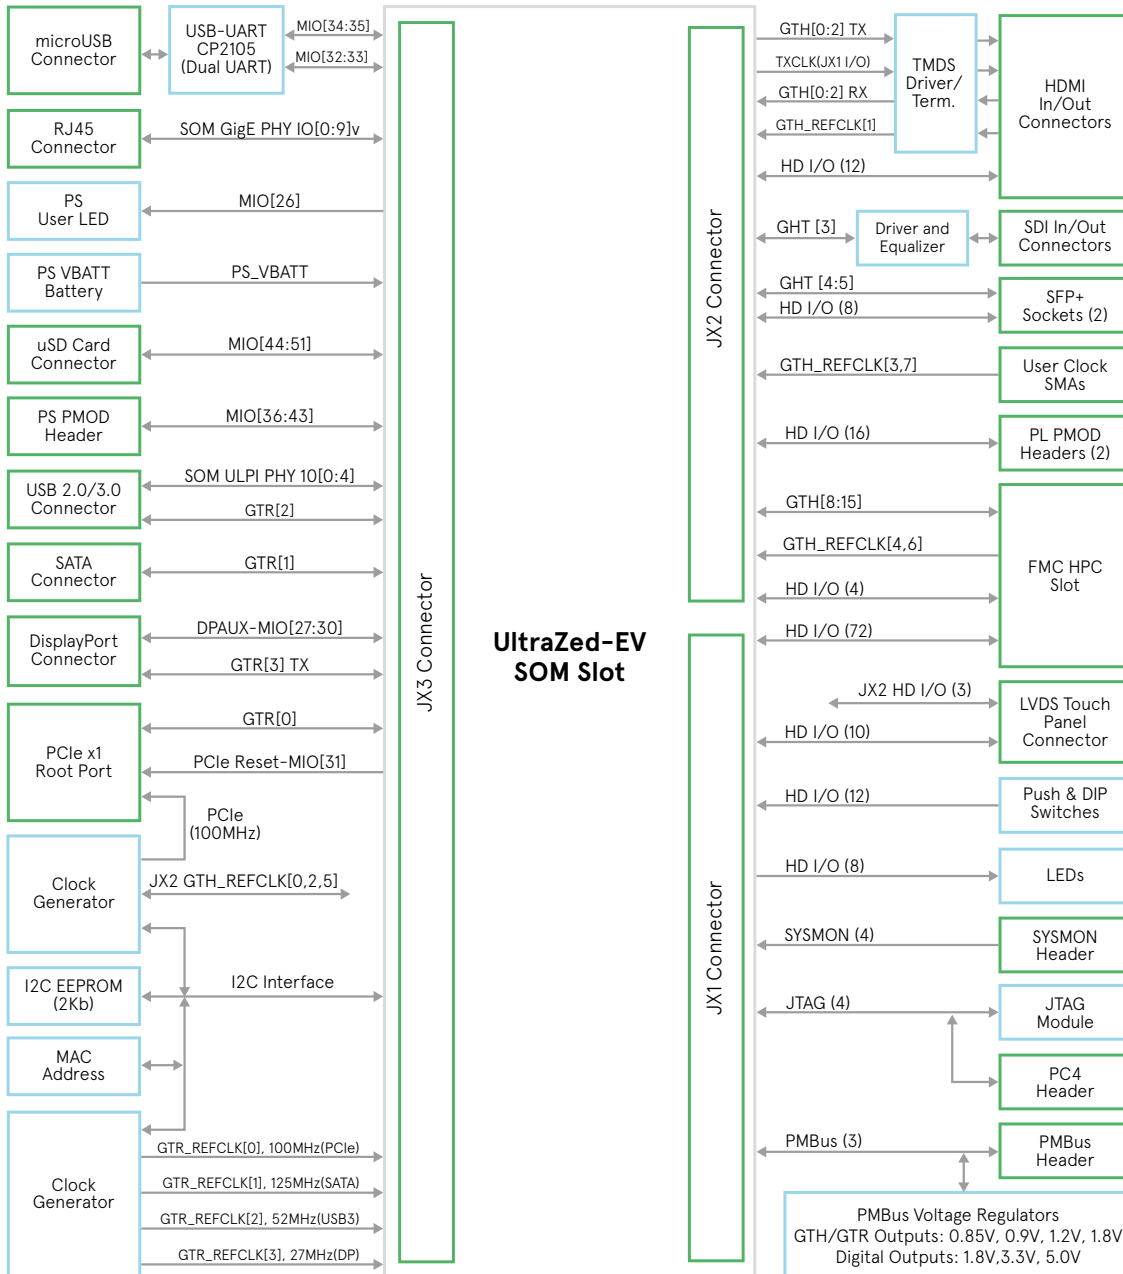 microUSB
Connector
USB-UART
CP2105
(Dual UART)
MIO[34:35]
MIO[32:33]
RJ45
Connector
SOM GigE PHY IO[0:9]v
PS
User LED
MIO[26]
PS VBATT
Battery
PS_VBATT
uSD Card
Connector
MIO[44:51]
PS PMOD
Header
MIO[36:43]
USB 2.0/3.0
Connector
SOM ULPI PHY 10[0:4]
GTR[2]
SATA
Connector
GTR[1]
DisplayPort
Connector
DPAUX-MIO[27:30]
GTR[3] TX
PCIe x1
Root Port
GTR[0]
PCIe Reset-MIO[31]
PCIe
(100MHz)
Clock
Generator
JX2 GTH_REFCLK[0,2,5]
I2C EEPROM
(2Kb)
I2C Interface
MAC
Address
Clock
Generator
GTR_REFCLK[0], 100MHz(PCIe)
GTR_REFCLK[1], 125MHz(SATA)
GTR_REFCLK[2], 52MHz(USB3)
GTR_REFCLK[3], 27MHz(DP)
JX3 Connector
UltraZed-EV
SOM Slot
JX2 Connector
JX1 Connector
GTH[0:2] TX
TXCLK(JX1 I/O)
GTH[0:2] RX
GTH_REFCLK[1]
TMDS
Driver/
Term.
HDMI
In/Out
Connectors
HD I/O (12)
GHT [3]
Driver and
Equalizer
SDI In/Out
Connectors
GHT [4:5]
HD I/O (8)
SFP+
Sockets (2)
GTH_REFCLK[3,7]
User Clock
SMAs
HD I/O (16)
PL PMOD
Headers (2)
GTH[8:15]
GTH_REFCLK[4,6]
HD I/O (4)
HD I/O (72)
FMC HPC
Slot
JX2 HD I/O (3)
HD I/O (10)
LVDS Touch
Panel
Connector
HD I/O (12)
Push & DIP
Switches
HD I/O (8)
LEDs
SYSMON (4)
SYSMON
Header
JTAG (4)
JTAG
Module
PC4
Header
PMBus (3)
PMBus
Header
PMBus Voltage Regulators
GTH/GTR Outputs: 0.85V, 0.9V, 1.2V, 1.8V
Digital Outputs: 1.8V,3.3V, 5.0V